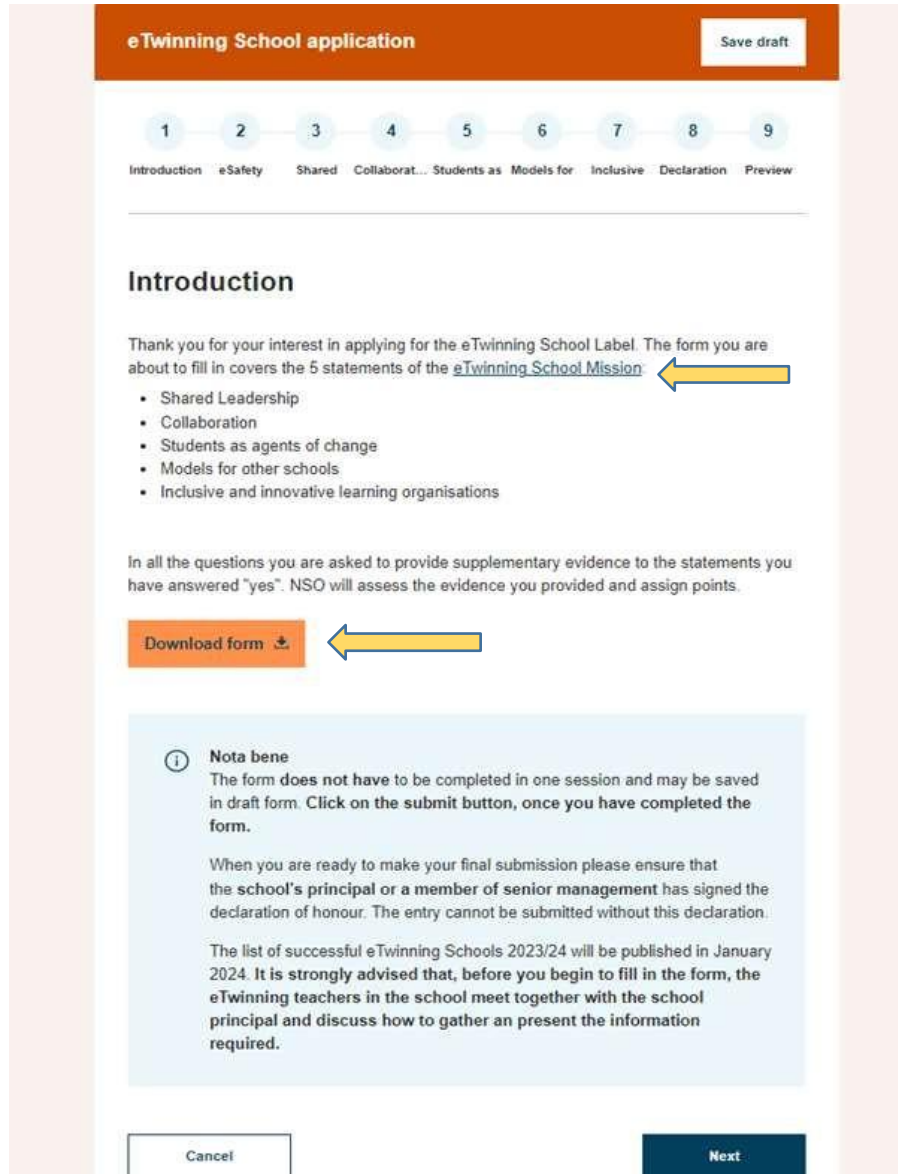 eTwinning School application
Save draft
1 2 3 4 5 6 7 8 9
Introduction eSafety Shared Collaborat... Students as Models for Inclusive Declaration Preview
Introduction
Thank you for your interest in applying for the eTwinning School Label. The form you are
about to fill in covers the 5 statements of the eTwinning School Mission:
• Shared Leadership
• Collaboration
• Students as agents of change
• Models for other schools
• Inclusive and innovative learning organisations
In all the questions you are asked to provide supplementary evidence to the statements you
have answered "yes". NSO will assess the evidence you provided and assign points.
Download form
Nota bene
The form does not have to be completed in one session and may be saved
in draft form. Click on the submit button, once you have completed the
form.
When you are ready to make your final submission please ensure that
the school's principal or a member of senior management has signed the
declaration of honour. The entry cannot be submitted without this declaration.
The list of successful eTwinning Schools 2023/24 will be published in January
2024. It is strongly advised that, before you begin to fill in the form, the
eTwinning teachers in the school meet together with the school
principal and discuss how to gather an present the information
required.
Cancel
Next